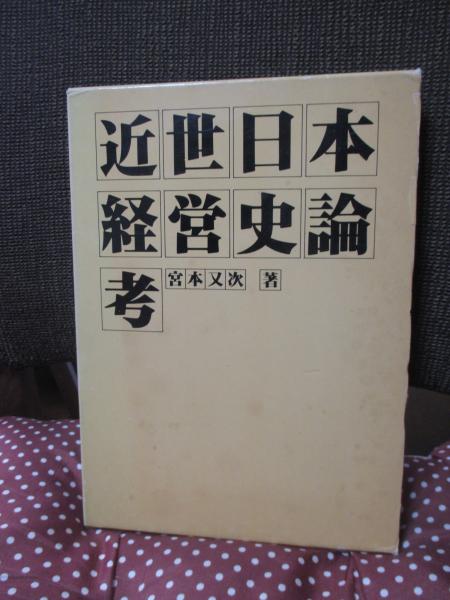 近世日本
経営史論
考
宮本又次 著